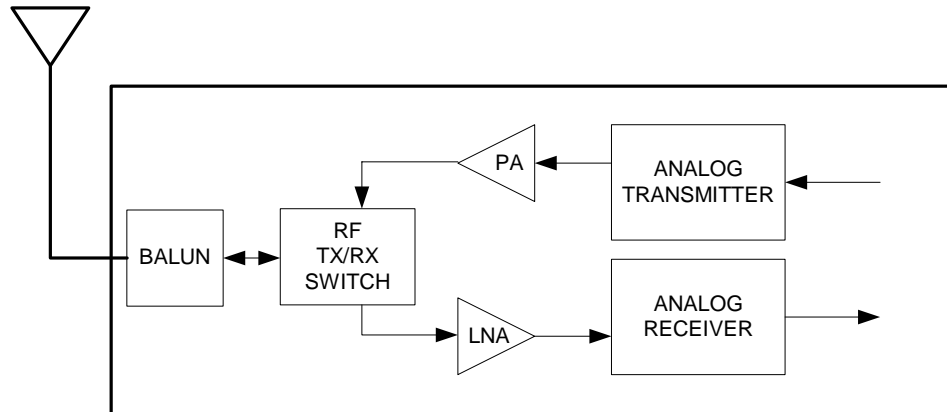 PA
ANALOG
TRANSMITTER
BALUN
RF
TX/RX
SWITCH
LNA
ANALOG
RECEIVER